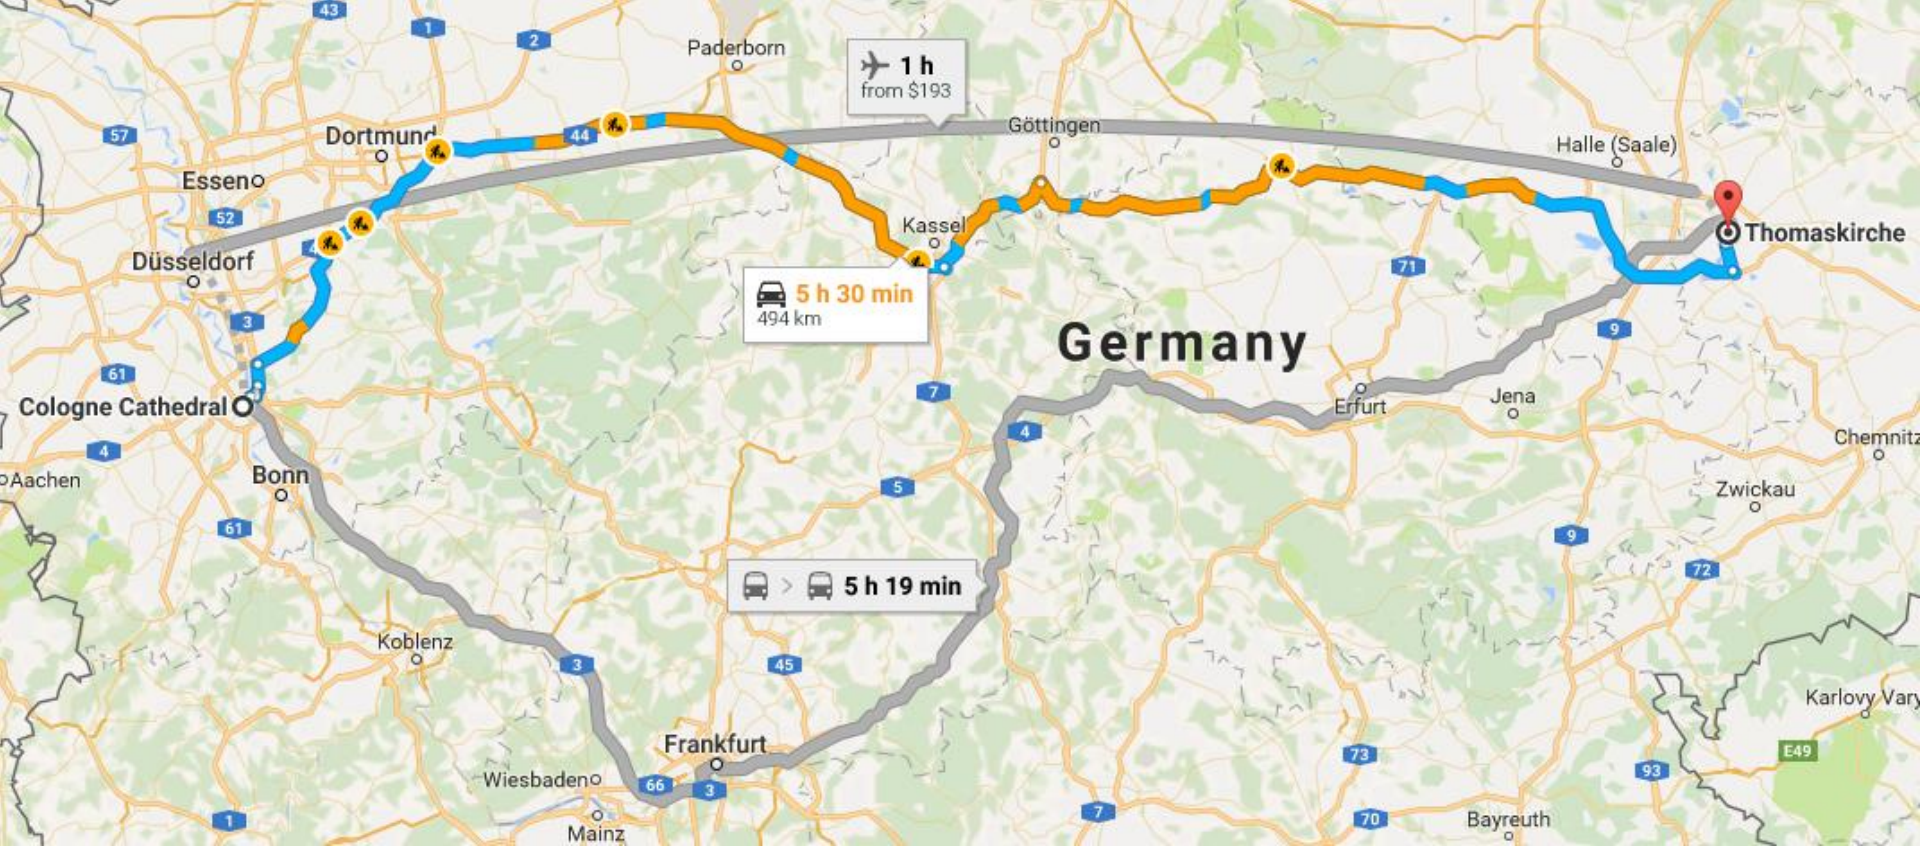 43
1
2
Paderborn
1 h
from $193
57
Dortmund
44
Göttingen
Halle (Saale)
Essen
52
Kassel
Thomaskirche
Düsseldorf
71
5 h 30 min
494 km
3
9
Germany
61
7
Cologne Cathedral
Erfurt
Jena
4
4
Chemnitz
Aachen
Bonn
5
Zwickau
61
9
72
5 h 19 min
Koblenz
3
45
Karlovy Vary
Frankfurt
E49
73
Wiesbaden
66
3
93
7
1
70
Bayreuth
Mainz